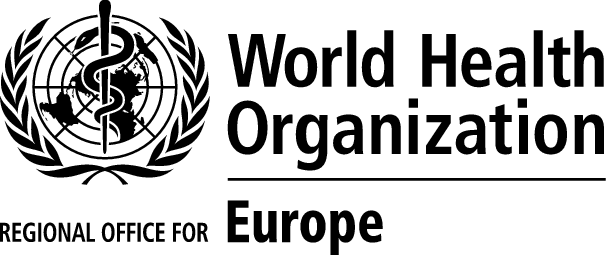 World Health
Organization
REGIONAL OFFICE FOR Europe